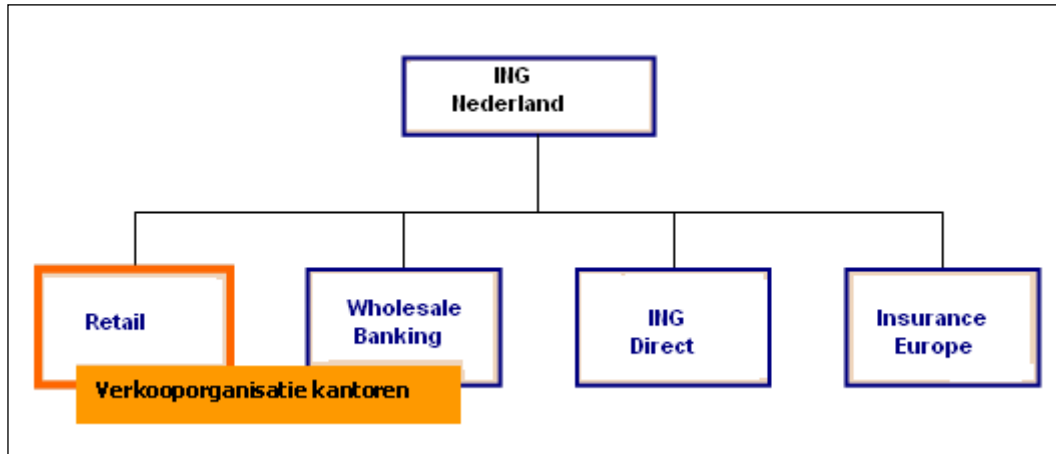 ING
Nederland
Retail
Wholesale
Banking
ING
Direct
Insurance
Europe
Verkooporganisatie kantoren